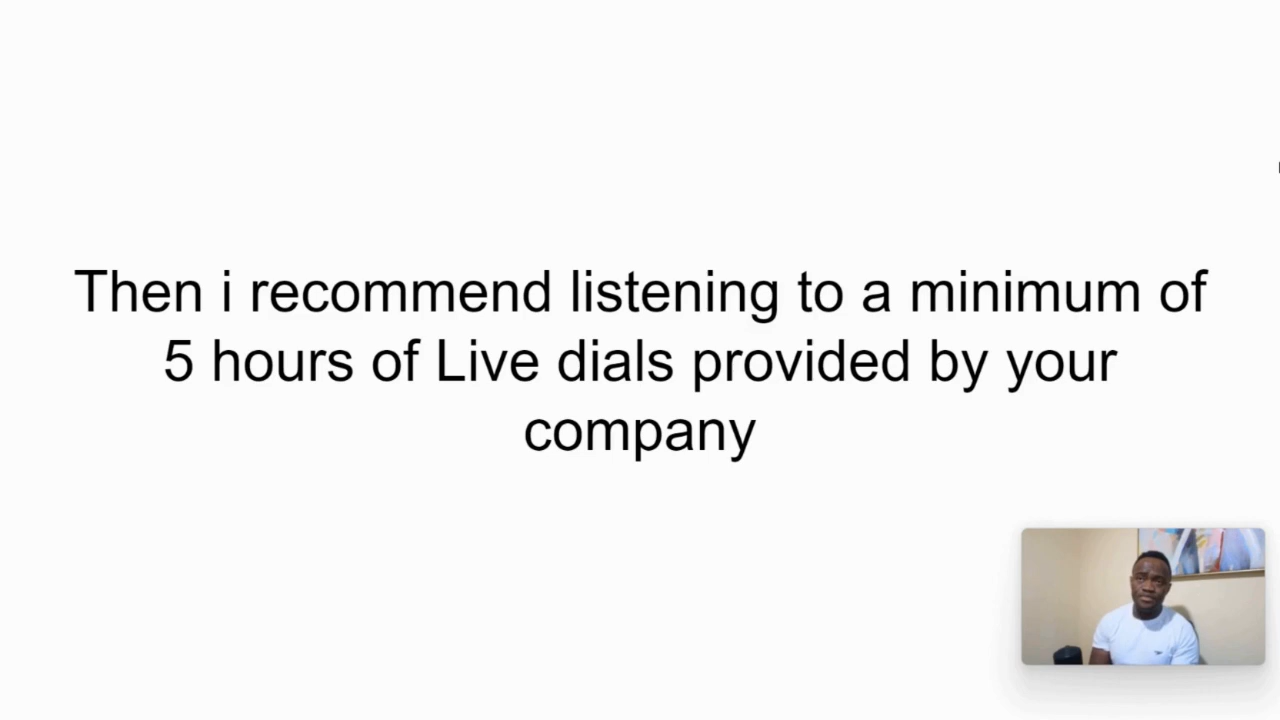 Then i recommend listening to a minimum of
5 hours of Live dials provided by your
company